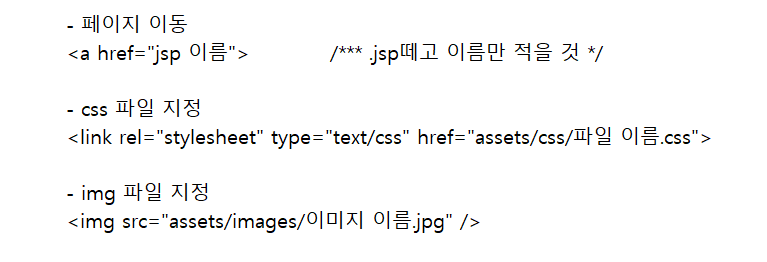 - 페이지 이동
<a href="jsp 이름"> /*** .jsp떼고 이름만 적을 것 */
- css 파일 지정
<link rel="stylesheet" type="text/css" href="assets/css/파일 이름.css">
- img 파일 지정
<img src="assets/images/이미지 이름.jpg" />